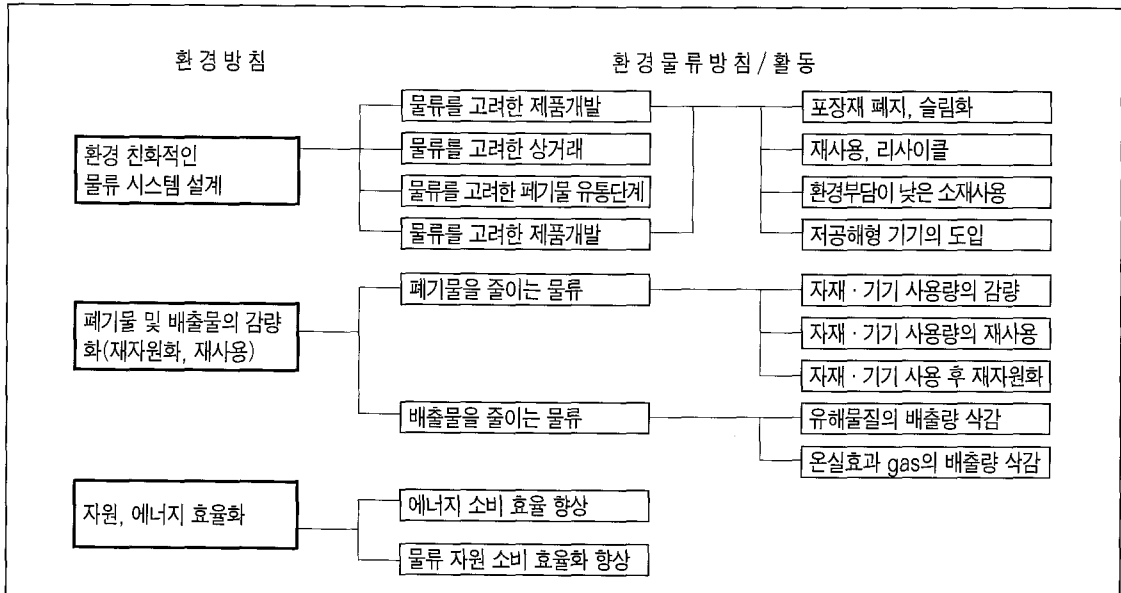 환경방침
환경물류방침/활동
물류를 고려한 제품개발
포장재 폐지, 슬림화
환경 친화적인
물류 시스템 설계
물류를 고려한 상거래
재사용, 리사이클
물류를 고려한 폐기물 유통단계
환경부담이 낮은 소재사용
물류를 고려한 제품개발
저공해형 기기의 도입
폐기물 및 배출물의 감량
화(재자원화, 재사용)
폐기물을 줄이는 물류
자재·기기 사용량의 감량
자재·기기 사용량의 재사용
자재·기기 사용 후 재자원화
배출물을 줄이는 물류
유해물질의 배출량 삭감
온실효과 gas의 배출량 삭감
자원, 에너지 효율화
에너지 소비 효율 향상
물류 자원 소비 효율화 향상